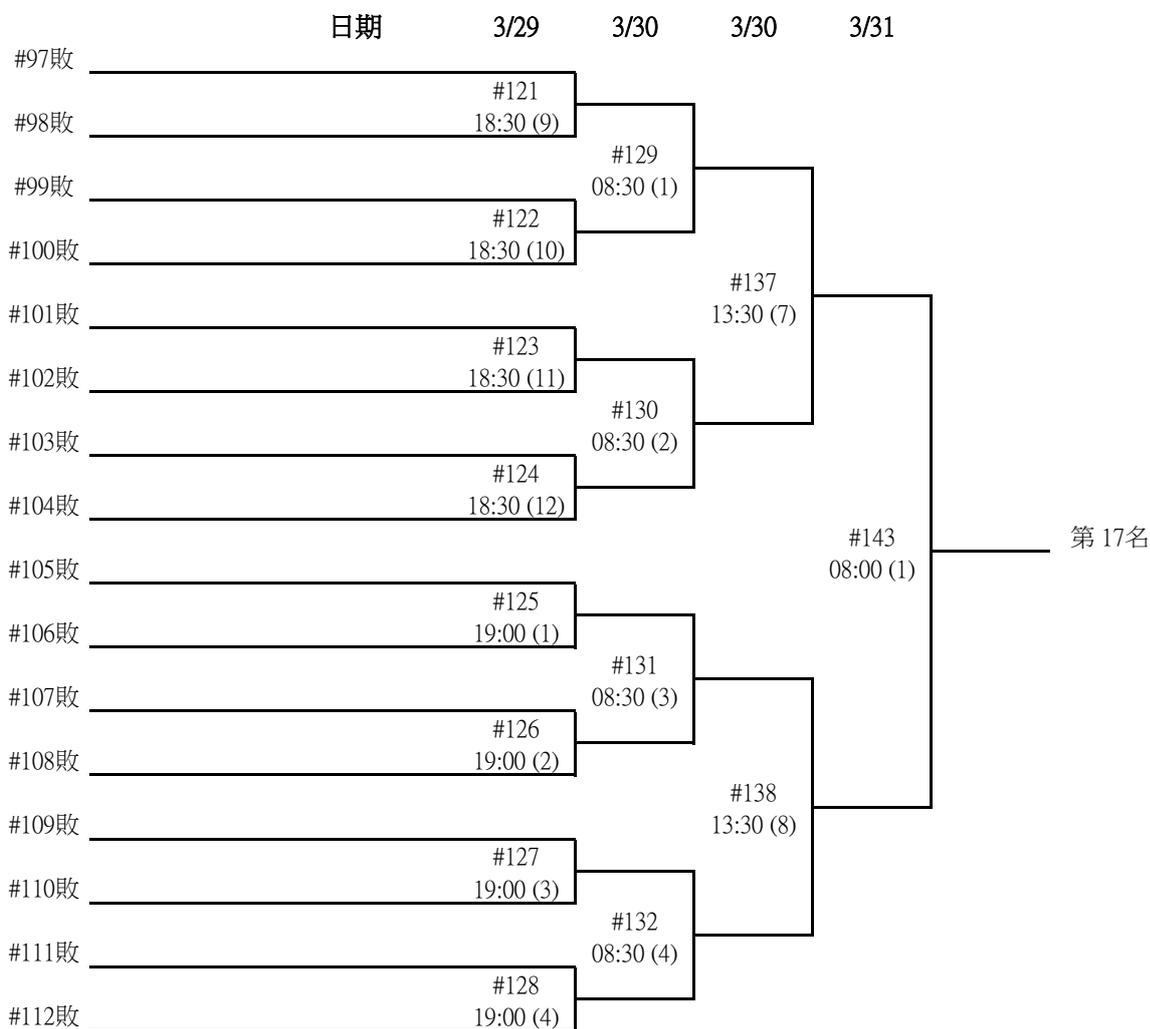 日期 3/29 3/30 3/30 3/31
#97敗
#121
#98敗
18:30 (9)
#129
#99敗
08:30 (1)
#122
#100敗
18:30 (10)
#137
#101敗
13:30 (7)
#123
#102敗
18:30 (11)
#130
#103敗
08:30 (2)
#124
#104敗
18:30 (12)
#143
第 17名
#105敗
08:00 (1)
#125
#106敗
19:00 (1)
#131
#107敗
08:30 (3)
#126
#108敗
19:00 (2)
#138
#109敗
13:30 (8)
#127
#110敗
19:00 (3)
#132
#111敗
08:30 (4)
#128
#112敗
19:00 (4)